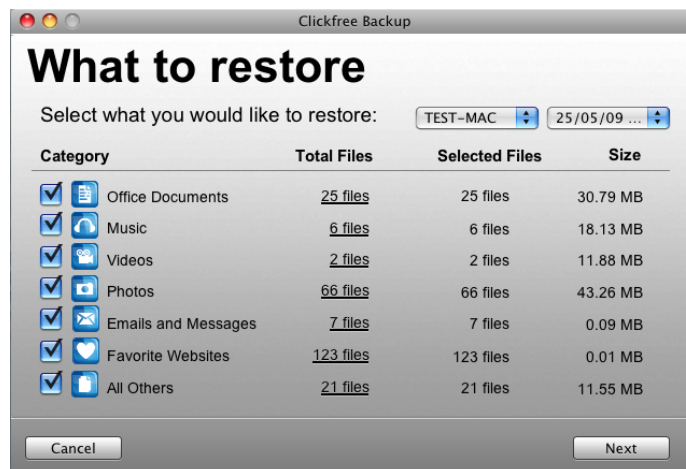 Clickfree Backup
What to restore
Select what you would like to restore: TEST-MAC 25/05/09 ...
Category Total Files Selected Files Size
Office Documents 25 files 25 files 30.79 MB
Music 6 files 6 files 18.13 MB
Videos 2 files 2 files 11.88 MB
Photos 66 files 66 files 43.26 MB
Emails and Messages 7 files 7 files 0.09 MB
Favorite Websites 123 files 123 files 0.01 MB
All Others 21 files 21 files 11.55 MB
Cancel Next